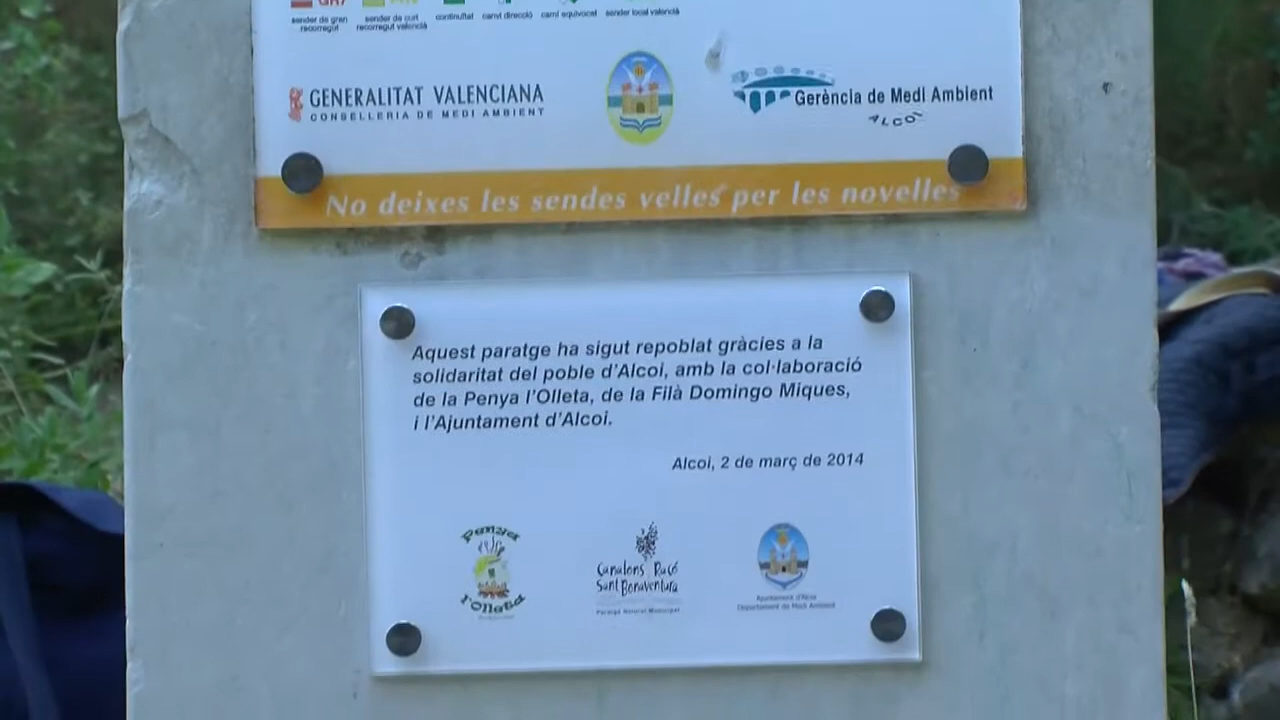 GR7
sender de gran recorregut
sender de curt recorregut valencià
continuïtat
canvi direcció
camí equivocat
sender local valencià
GENERALITAT VALENCIANA
CONSELLERIA DE MEDI AMBIENT
Gerència de Medi Ambient
ALCOI
No deixes les sendes velles per les novelles
Aquest paratge ha sigut repoblat gràcies a la
solidaritat del poble d'Alcoi, amb la col·laboració
de la Penya l'Olleta, de la Filà Domingo Miques,
i l'Ajuntament d'Alcoi.
Alcoi, 2 de març de 2014
Penya
l'Olleta
Canalons Racó
Sant Bonaventura
Paratge Natural Municipal
Ajuntament d'Alcoi
Departament de Medi Ambient